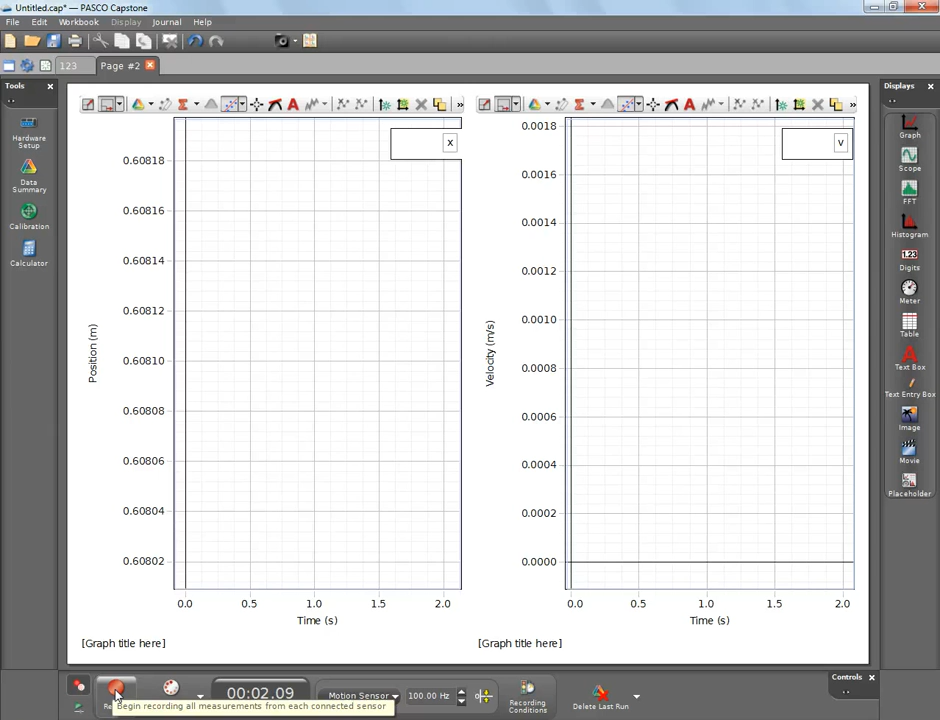 Untitled.cap* — PASCO Capstone
File Edit Workbook Display Journal Help
123 Page #2
Tools
Displays
Hardware
Setup
Data
Summary
Calibration
Calculator
x
0.60818
0.60816
0.60814
0.60812
0.60810
0.60808
0.60806
0.60804
0.60802
Position (m)
0.0 0.5 1.0 1.5 2.0
Time (s)
[Graph title here]
v
0.0018
0.0016
0.0014
0.0012
0.0010
0.0008
0.0006
0.0004
0.0002
0.0000
Velocity (m/s)
0.0 0.5 1.0 1.5 2.0
Time (s)
[Graph title here]
Graph
Scope
FFT
Histogram
1.23
Digits
Meter
Table
Text Box
Text Entry Box
Image
Movie
Placeholder
00:02.09
Motion Sensor
100.00 Hz
Recording
Conditions
Delete Last Run
Controls
Begin recording all measurements from each connected sensor